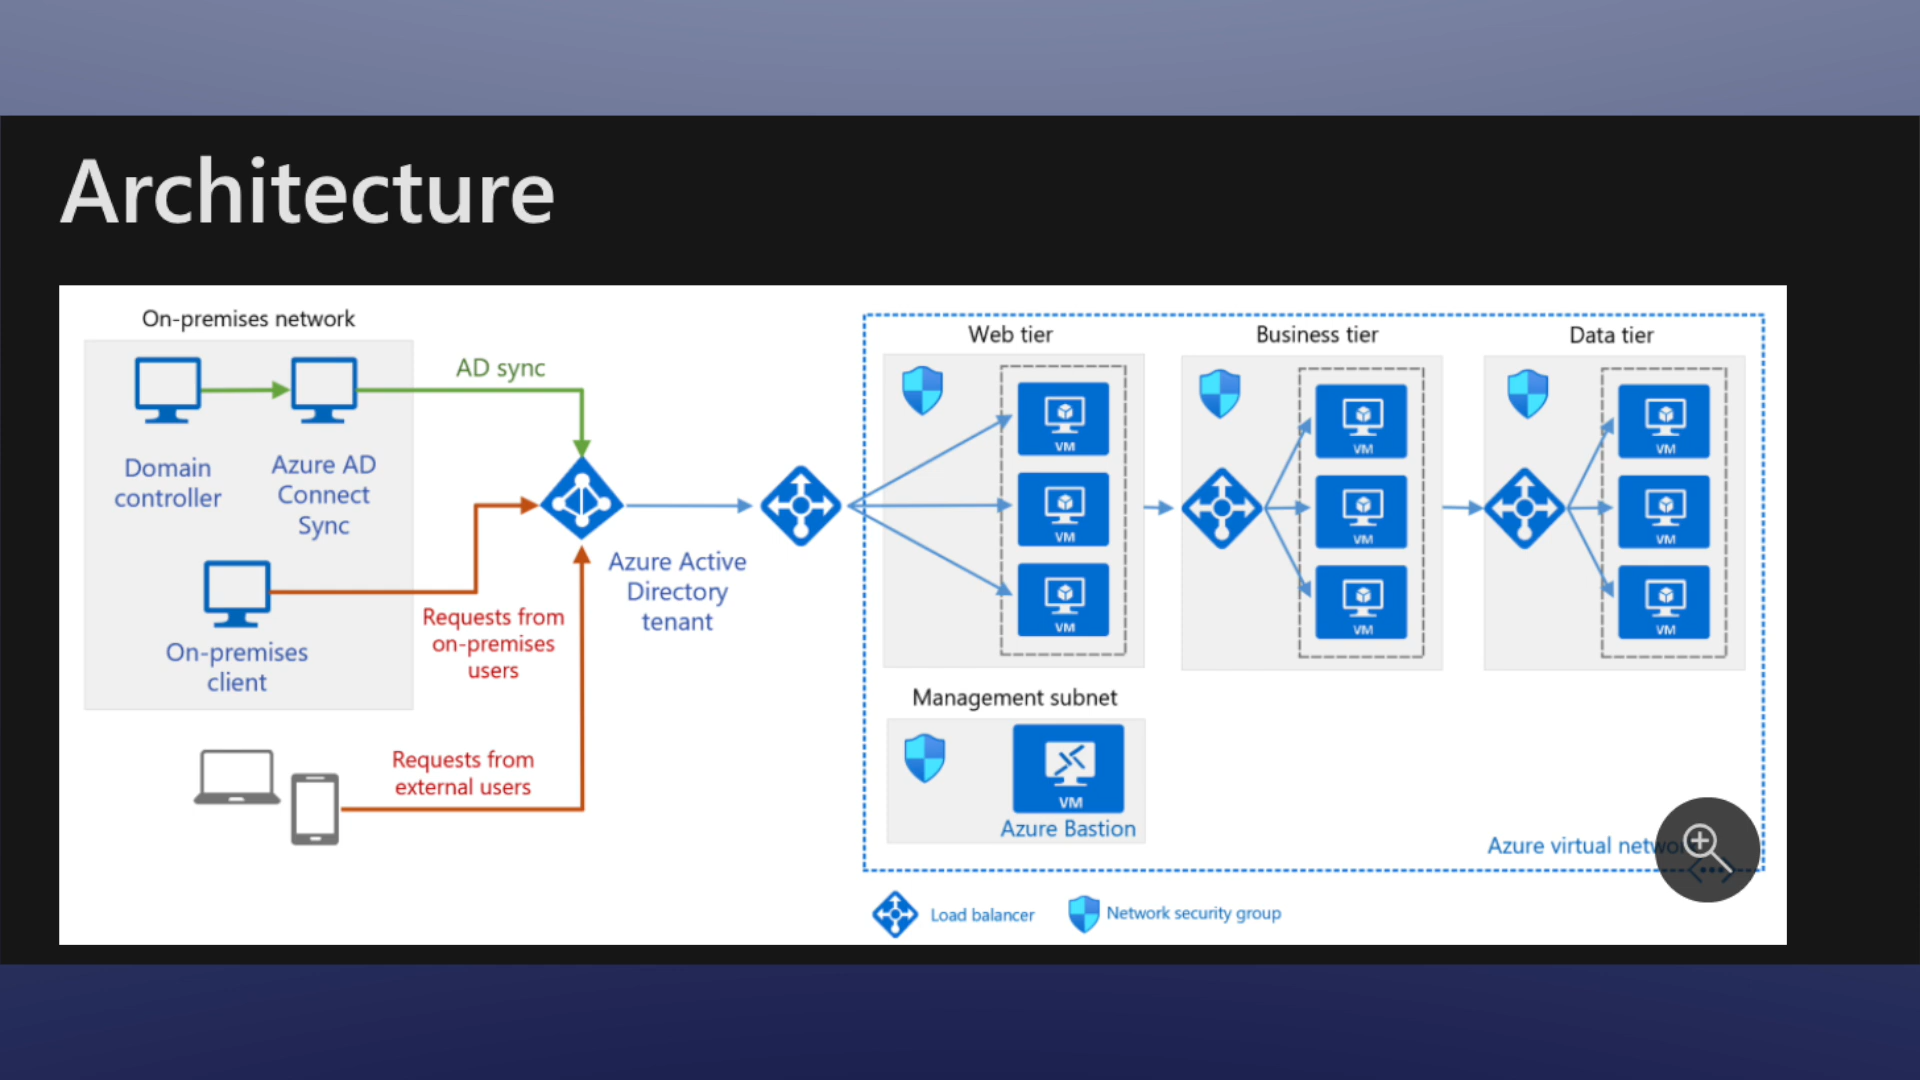 Architecture
On-premises network
AD sync
Domain
controller
Azure AD
Connect
Sync
On-premises
client
Requests from
on-premises
users
Requests from
external users
Azure Active
Directory
tenant
Web tier
VM
VM
VM
Business tier
VM
VM
VM
Data tier
VM
VM
VM
Management subnet
VM
Azure Bastion
Azure virtual
Load balancer
Network security group